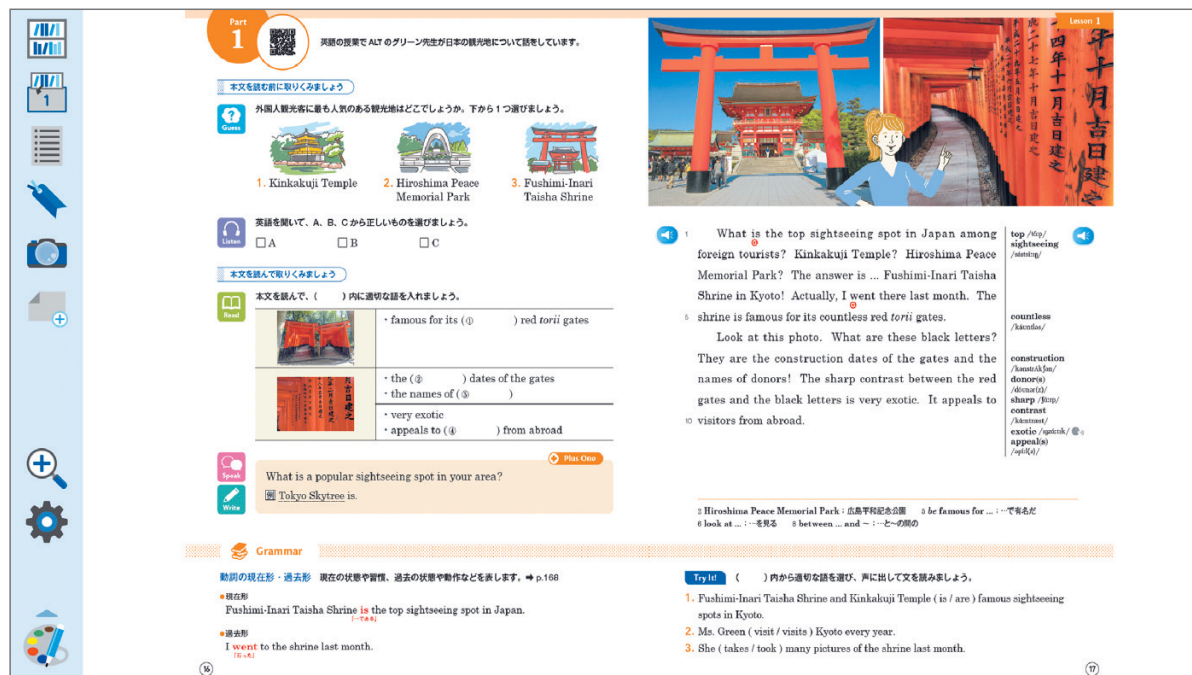 Part
1
英語の授業で ALT のグリーン先生が日本の観光地について話をしています。
本文を読む前に取りくみましょう
Guess
外国人観光客に最も人気のある観光地はどこでしょうか。下から1つ選びましょう。
1. Kinkakuji Temple
2. Hiroshima Peace
Memorial Park
3. Fushimi-Inari
Taisha Shrine
Listen
英語を聞いて、A、B、C から正しいものを選びましょう。
□ A □ B □ C
本文を読んで取りくみましょう
Read
本文を読んで、( )内に適切な語を入れましょう。
・famous for its (① ) red torii gates
・the (② ) dates of the gates
・the names of (③ )
・very exotic
・appeals to (④ ) from abroad
Speak
Write
Plus One
What is a popular sightseeing spot in your area?
例 Tokyo Skytree is.
Lesson 1
年十月吉日建之
四年十一月吉日建之
1 What is the top sightseeing spot in Japan among
foreign tourists? Kinkakuji Temple? Hiroshima Peace
Memorial Park? The answer is ... Fushimi-Inari Taisha
Shrine in Kyoto! Actually, I went there last month. The
5 shrine is famous for its countless red torii gates.
Look at this photo. What are these black letters?
They are the construction dates of the gates and the
names of donors! The sharp contrast between the red
gates and the black letters is very exotic. It appeals to
10 visitors from abroad.
top
sightseeing
countless
construction
donor(s)
sharp
contrast
exotic
appeal(s)
2 Hiroshima Peace Memorial Park：広島平和記念公園 5 be famous for ...：…で有名だ
6 look at ...：…を見る 8 between ... and ～：…と～の間の
Grammar
動詞の現在形・過去形 現在の状態や習慣、過去の状態や動作などを表します。➡ p.168
■現在形
Fushimi-Inari Taisha Shrine is the top sightseeing spot in Japan.
「…である」
■過去形
I went to the shrine last month.
「行った」
Try It! ( )内から適切な語を選び、声に出して文を読みましょう。
1. Fushimi-Inari Taisha Shrine and Kinkakuji Temple ( is / are ) famous sightseeing
spots in Kyoto.
2. Ms. Green ( visit / visits ) Kyoto every year.
3. She ( takes / took ) many pictures of the shrine last month.
16
17
1